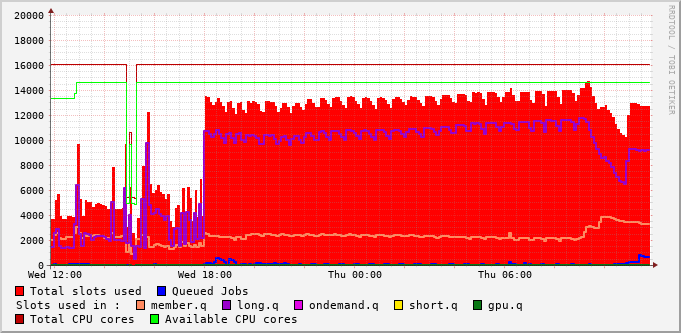 20000
18000
16000
14000
12000
10000
8000
6000
4000
2000
0
Wed 12:00 Wed 18:00 Thu 00:00 Thu 06:00
Total slots used Queued Jobs
Slots used in : member.q long.q ondemand.q short.q gpu.q
Total CPU cores Available CPU cores
RRDTOOL / TOBI OETIKER